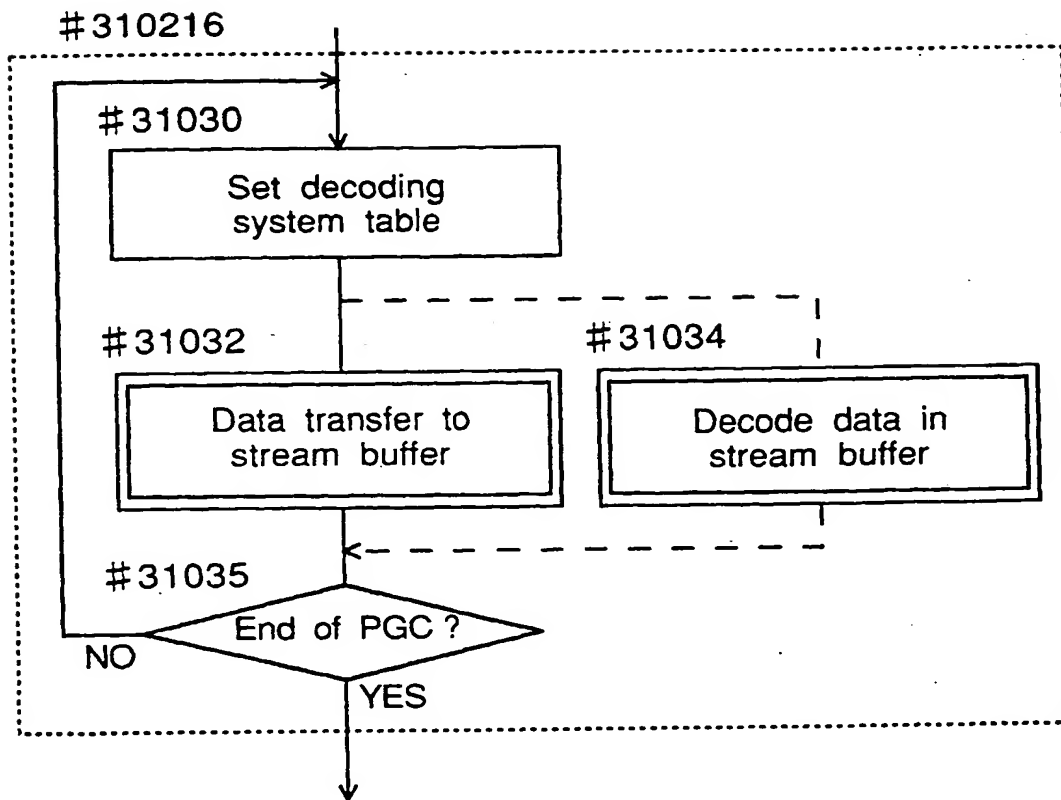 #310216
#31030
Set decoding
system table
#31032
#31034
Data transfer to
stream buffer
Decode data in
stream buffer
#31035
End of PGC ?
NO
YES